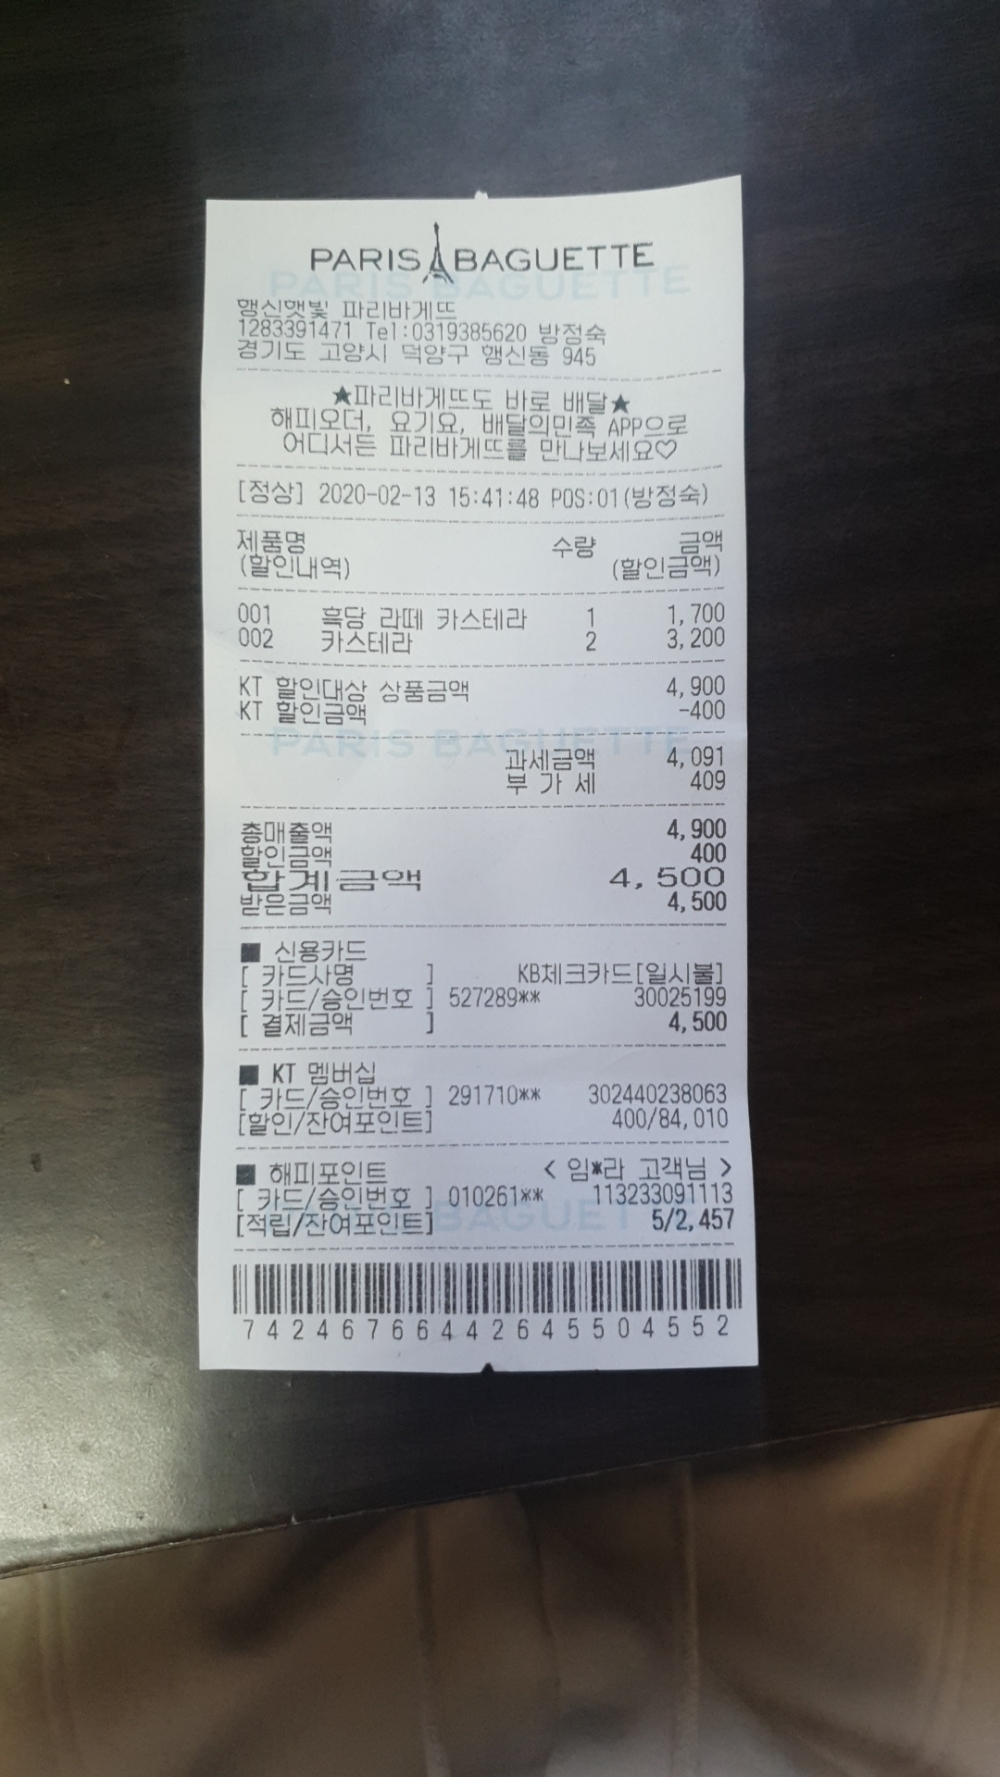 PARIS BAGUETTE
행신햇빛 파리바게뜨
1283391471 Tel:0319385620 방정숙
경기도 고양시 덕양구 행신동 945
★파리바게뜨도 바로 배달★
해피오더, 요기요, 배달의민족 APP으로
어디서든 파리바게뜨를 만나보세요♡
[정상] 2020-02-13 15:41:48 POS:01(방정숙)
제품명 수량 금액
(할인내역) (할인금액)
001 흑당 라떼 카스테라 1 1,700
002 카스테라 2 3,200
KT 할인대상 상품금액 4,900
KT 할인금액 -400
과세금액 4,091
부 가 세 409
총매출액 4,900
할인금액 400
합계금액 4,500
받은금액 4,500
■ 신용카드
[ 카드사명 ] KB체크카드[일시불]
[ 카드/승인번호 ] 527289** 30025199
[ 결제금액 ] 4,500
■ KT 멤버십
[ 카드/승인번호 ] 291710** 302440238063
[할인/잔여포인트] 400/84,010
■ 해피포인트 < 임*라 고객님 >
[ 카드/승인번호 ] 010261** 113233091113
[적립/잔여포인트] 5/2,457
74246766442645504552